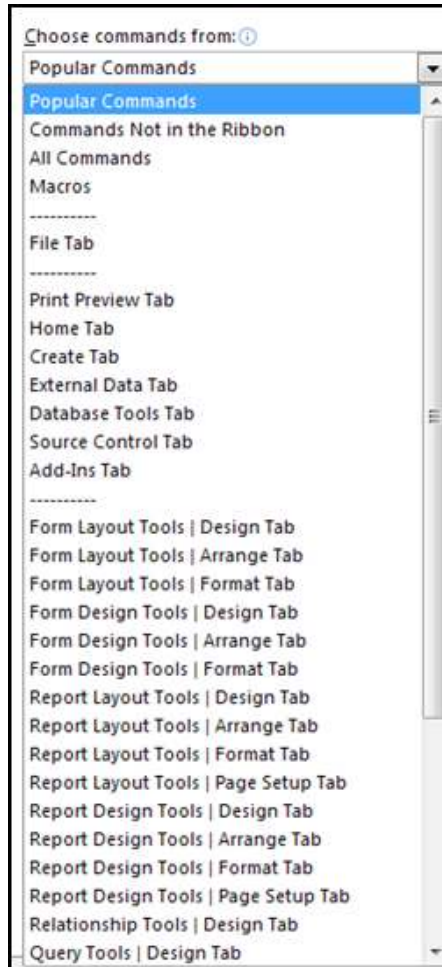 Choose commands from:
Popular Commands
Popular Commands
Commands Not in the Ribbon
All Commands
Macros
----------
File Tab
----------
Print Preview Tab
Home Tab
Create Tab
External Data Tab
Database Tools Tab
Source Control Tab
Add-Ins Tab
----------
Form Layout Tools | Design Tab
Form Layout Tools | Arrange Tab
Form Layout Tools | Format Tab
Form Design Tools | Design Tab
Form Design Tools | Arrange Tab
Form Design Tools | Format Tab
Report Layout Tools | Design Tab
Report Layout Tools | Arrange Tab
Report Layout Tools | Format Tab
Report Layout Tools | Page Setup Tab
Report Design Tools | Design Tab
Report Design Tools | Arrange Tab
Report Design Tools | Format Tab
Report Design Tools | Page Setup Tab
Relationship Tools | Design Tab
Query Tools | Design Tab